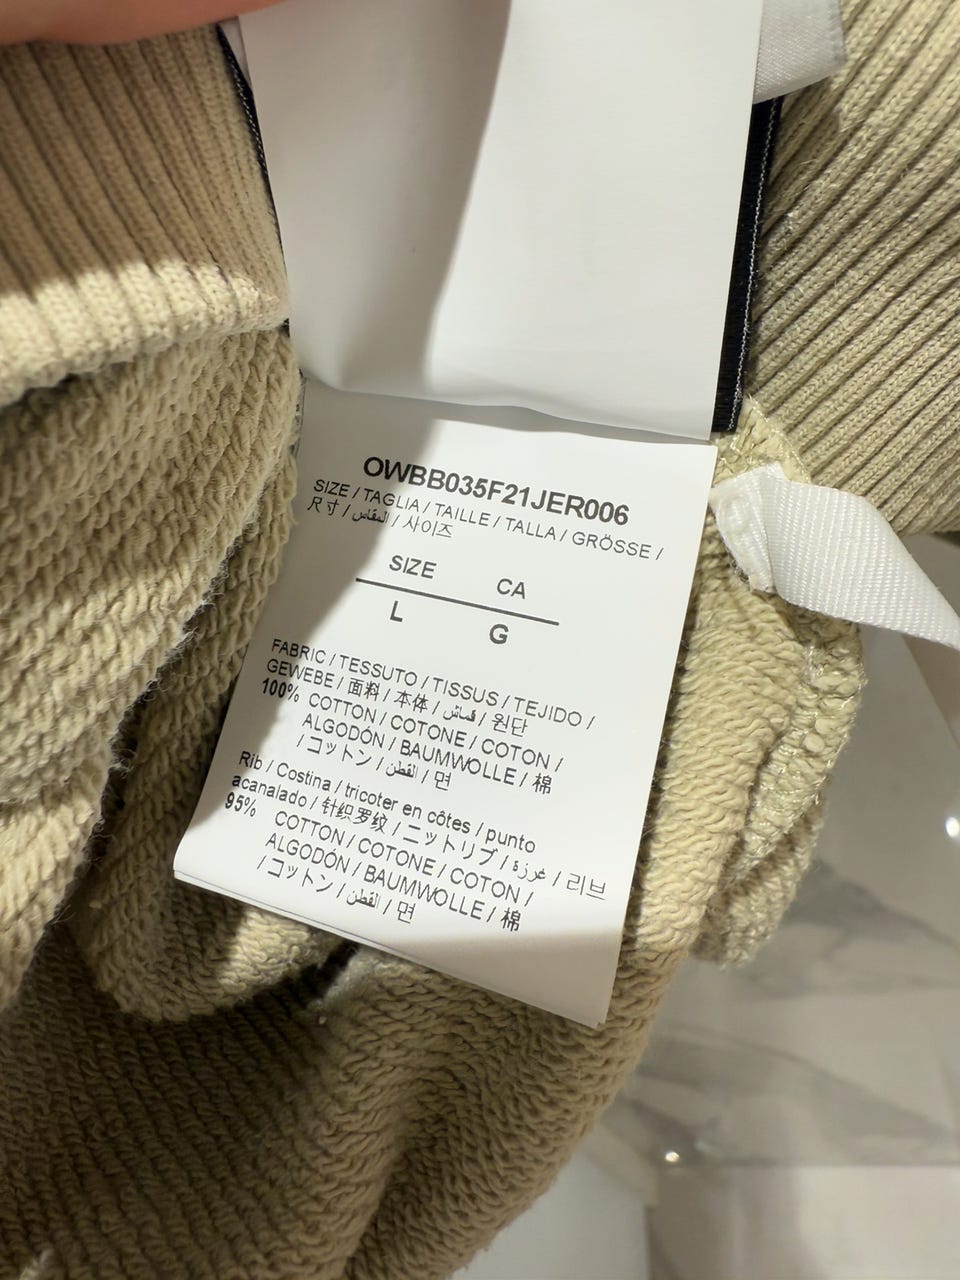 OWBB035F21JER006
SIZE / TAGLIA / TAILLE / TALLA / GRÖSSE /
尺寸 / المقاس / 사이즈
SIZE CA
L G
FABRIC / TESSUTO / TISSUS / TEJIDO /
GEWEBE / 面料 / 本体 / قماش / 원단
100% COTTON / COTONE / COTON /
ALGODÓN / BAUMWOLLE / 棉
/ コットン / القطن / 면
Rib / Costina / tricoter en côtes / punto
acanalado / 针织罗纹 / ニットリブ / غرزة / 리브
95% COTTON / COTONE / COTON /
ALGODÓN / BAUMWOLLE / 棉
/ コットン / القطن / 면